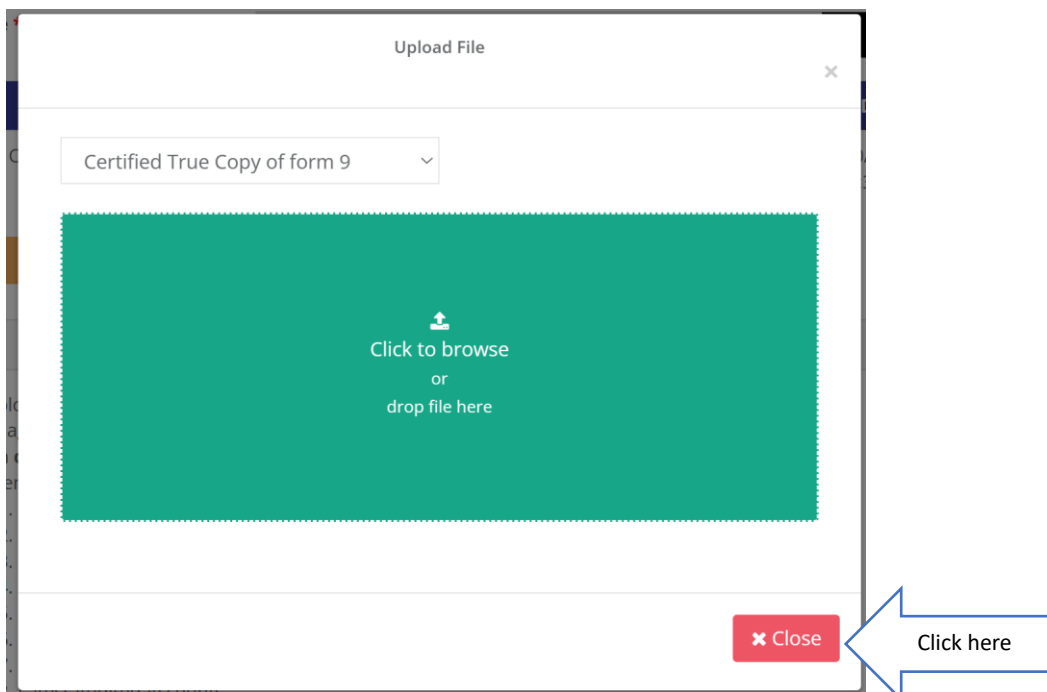 Upload File
×
Certified True Copy of form 9
Click to browse
or
drop file here
Close
Click here